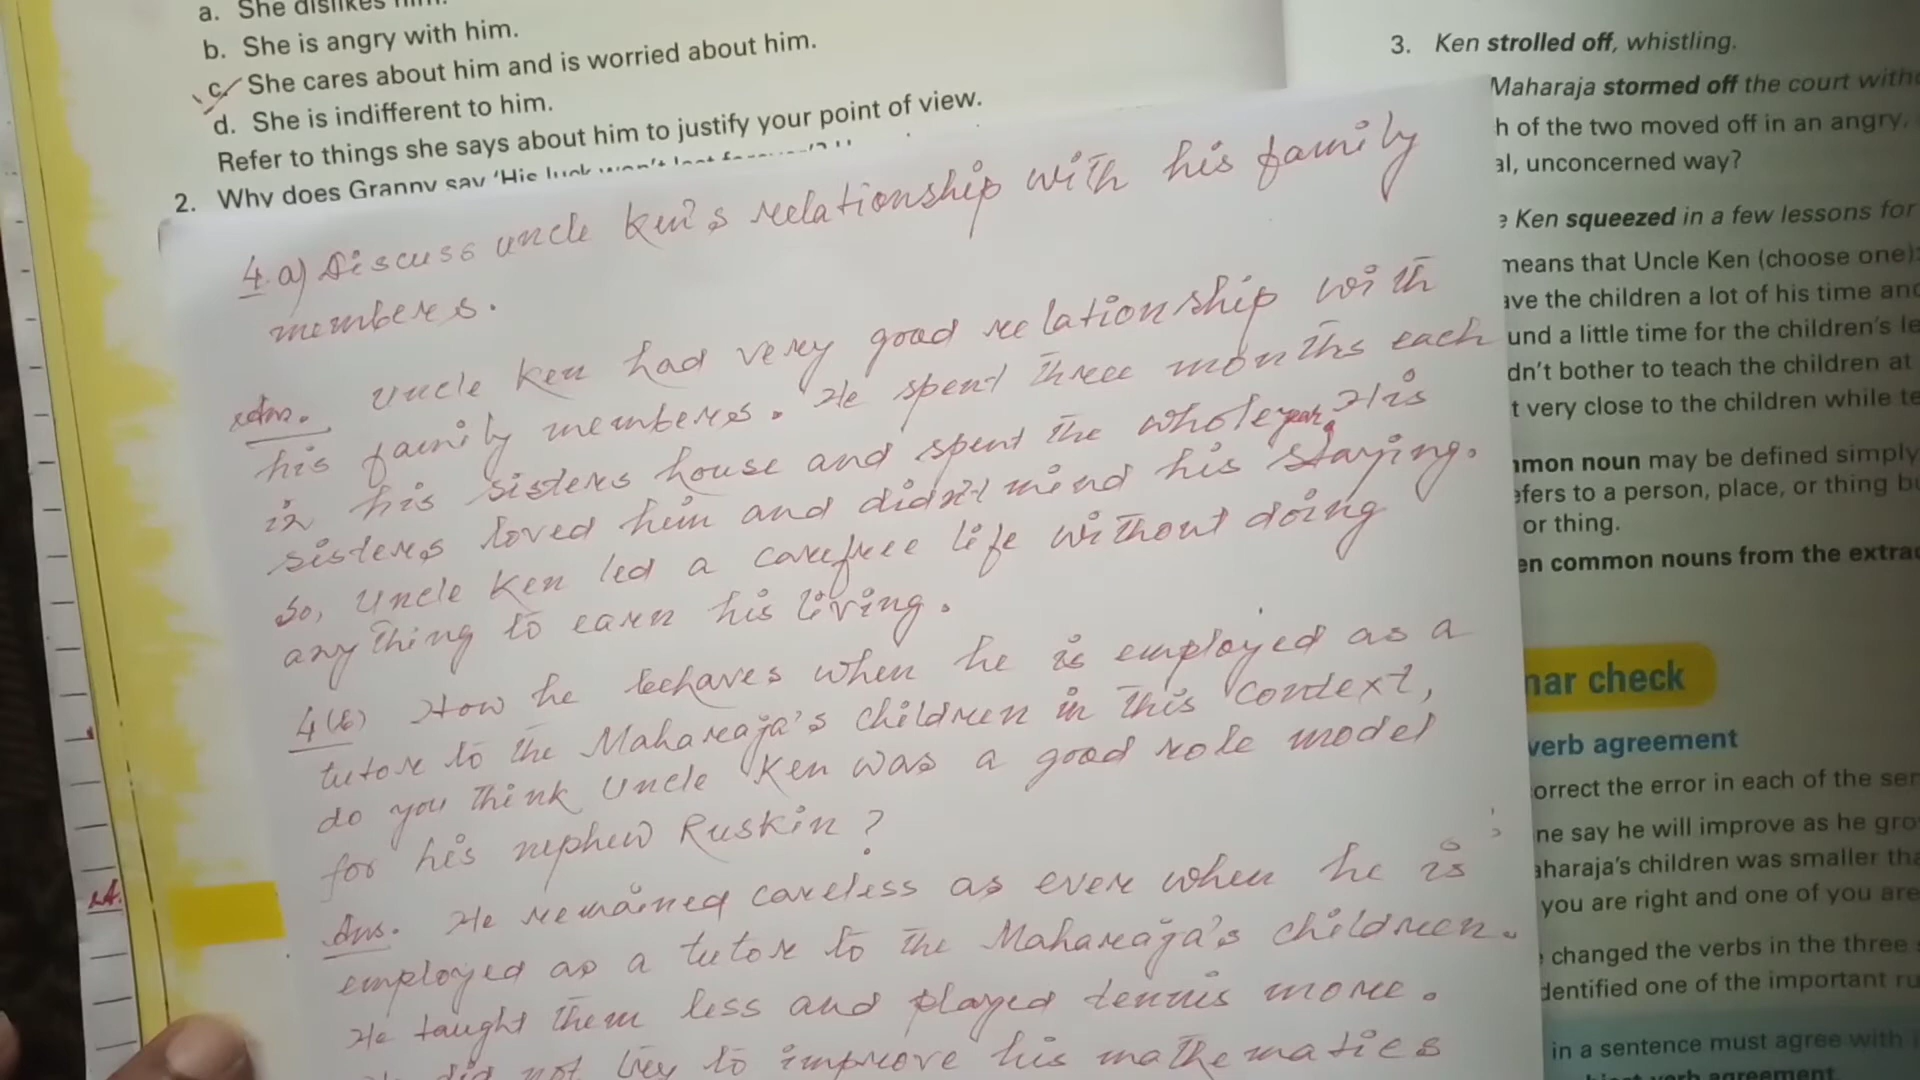 a. She dislikes him.
b. She is angry with him.
c. She cares about him and is worried about him.
d. She is indifferent to him.
Refer to things she says about him to justify your point of view.
2. Why does Granny say 'His luck won't last forever'?
4.a) Discuss uncle Ken's relationship with his family
members.
Ans. Uncle Ken had very good relationship with
his family members. He spent three months each
in his sisters house and spent the whole year. His
sisters loved him and didn't mind his staying.
So, Uncle Ken led a carefree life without doing
anything to earn his living.
4(b) How he behaves when he is employed as a
tutor to the Maharaja's children in this context,
do you think Uncle Ken was a good role model
for his nephew Ruskin?
Ans. He remained careless as ever when he is
employed as a tutor to the Maharaja's children.
He taught them less and played tennis more.
did not try to improve his mathematics
A.
3. Ken strolled off, whistling.
Maharaja stormed off the court
h of the two moved off in an angry,
al, unconcerned way?
e Ken squeezed in a few lessons for
means that Uncle Ken (choose one):
ave the children a lot of his time and
und a little time for the children's le
dn't bother to teach the children at
t very close to the children while te
mmon noun may be defined simply
efers to a person, place, or thing bu
or thing.
en common nouns from the extra
mar check
verb agreement
orrect the error in each of the sen
ne say he will improve as he gro
aharaja's children was smaller tha
you are right and one of you are
changed the verbs in the three
dentified one of the important ru
in a sentence must agree with
verb agreement